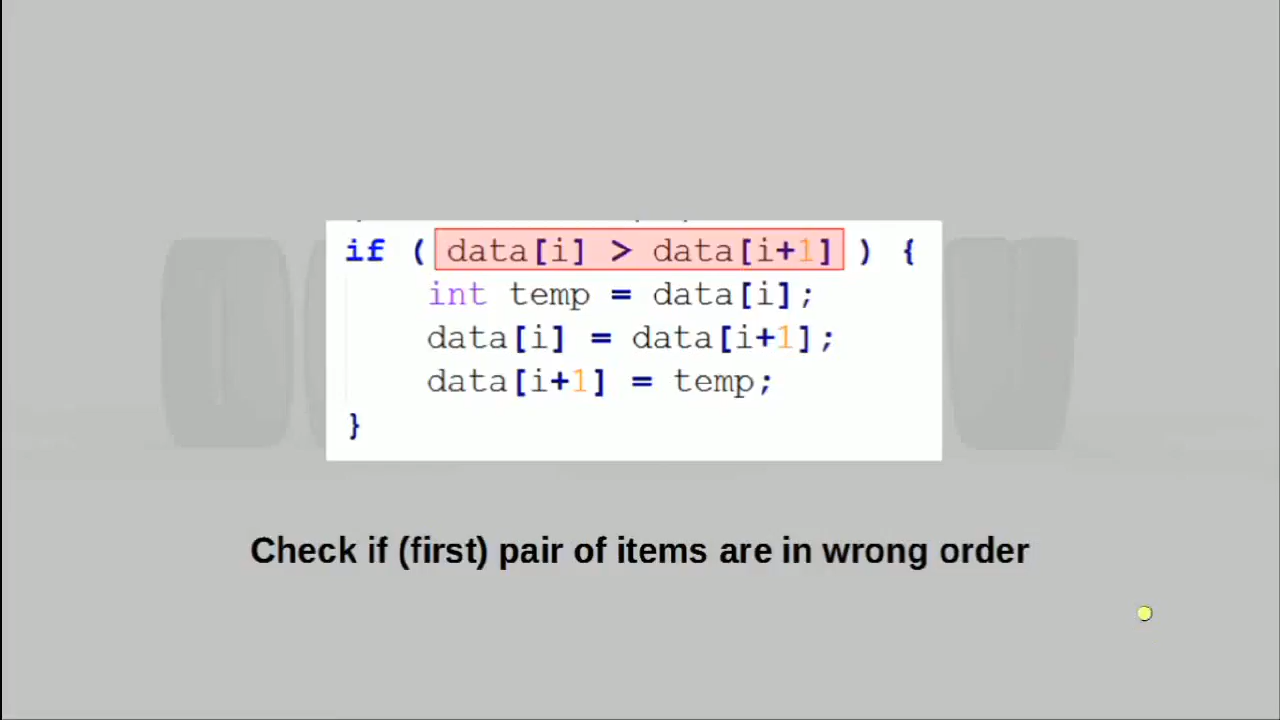 if ( data[i] > data[i+1] ) {
int temp = data[i];
data[i] = data[i+1];
data[i+1] = temp;
}
Check if (first) pair of items are in wrong order